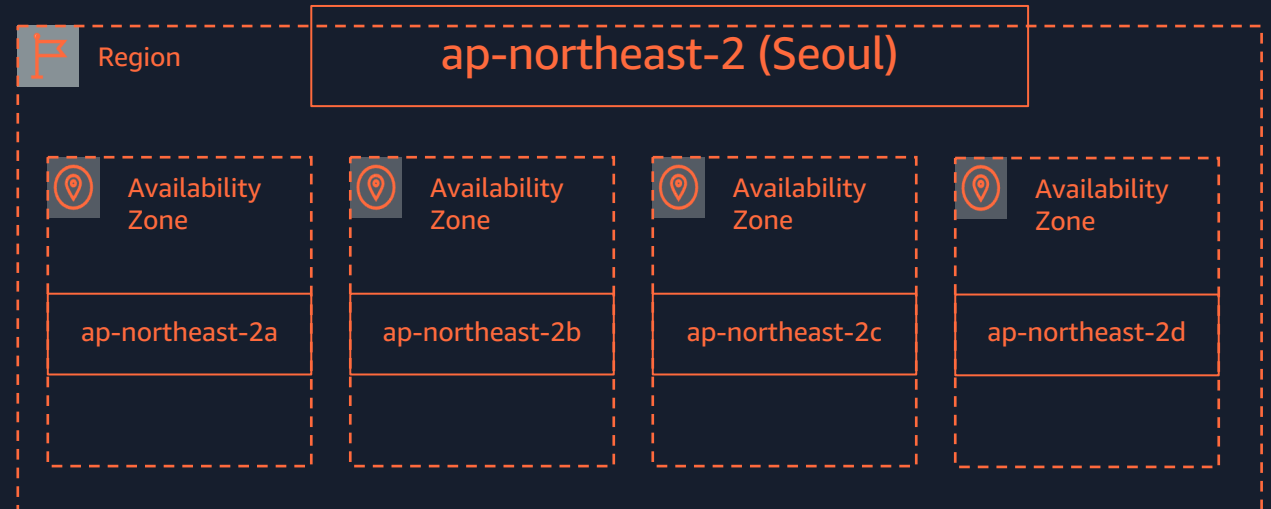 Region
ap-northeast-2 (Seoul)
Availability
Zone
Availability
Zone
Availability
Zone
Availability
Zone
ap-northeast-2a
ap-northeast-2b
ap-northeast-2c
ap-northeast-2d